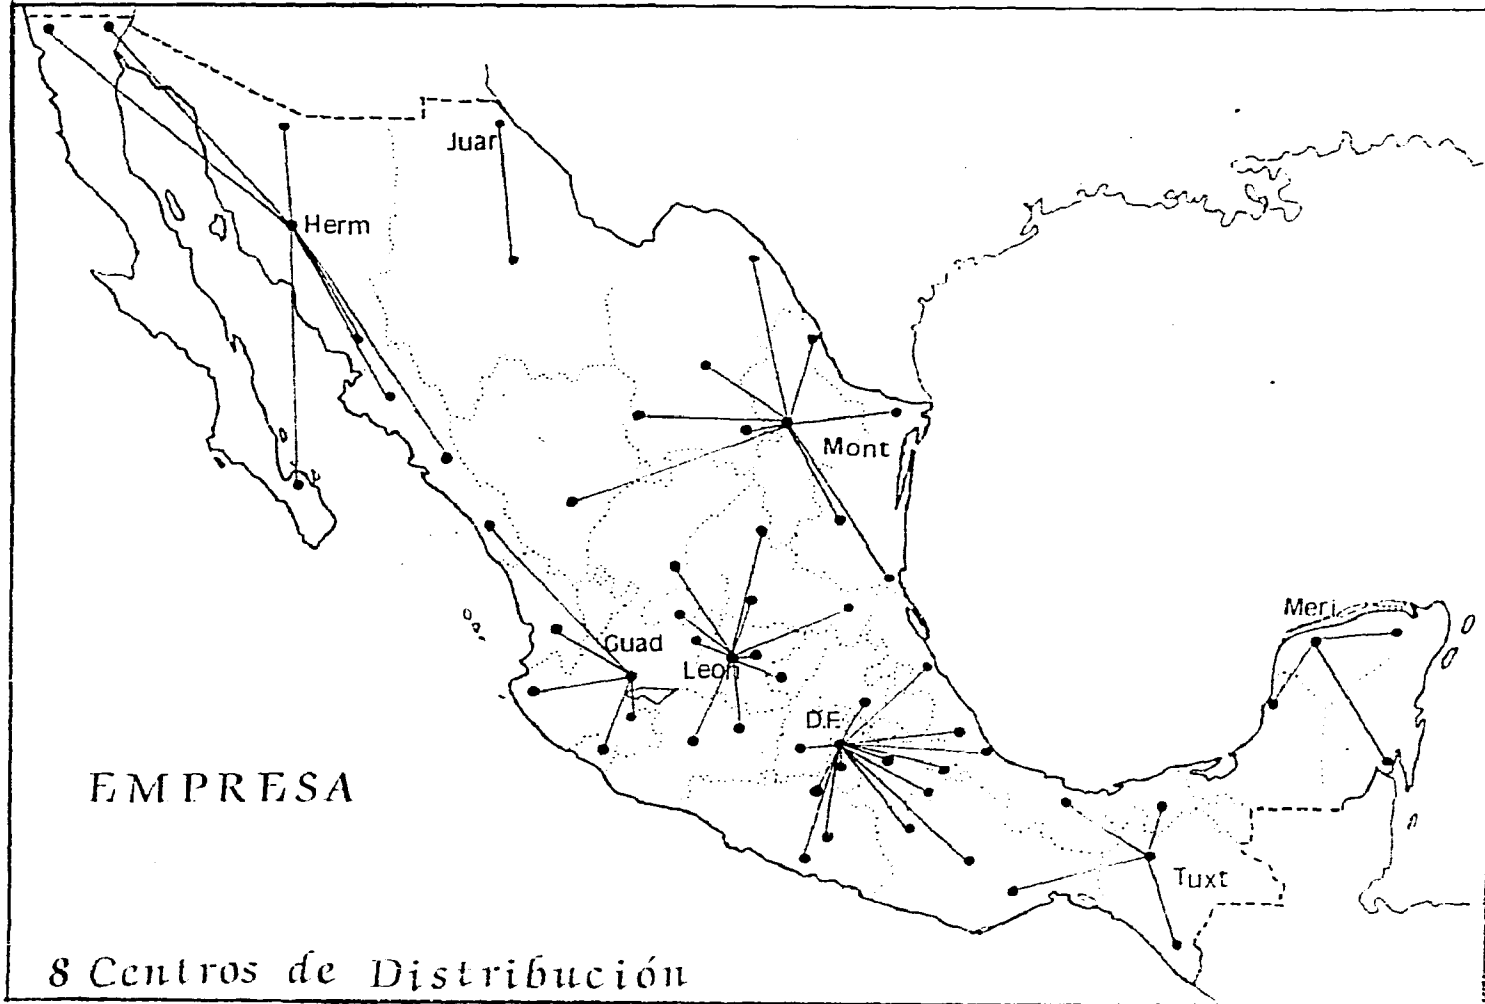 Juar
Herm
Mont
Meri
Guad
Leon
D.F.
EMPRESA
Tuxt
8 Centros de Distribución